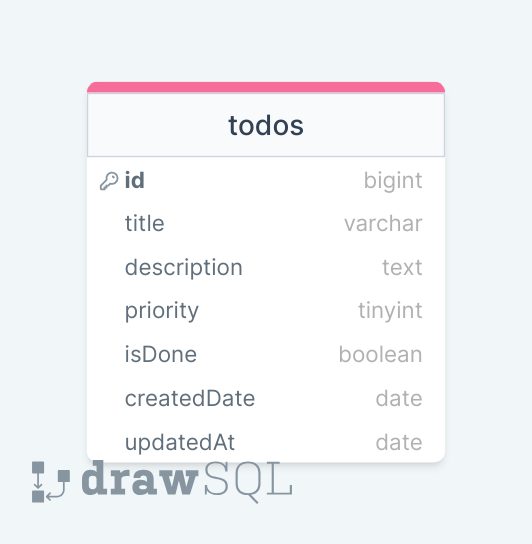 todos
id bigint
title varchar
description text
priority tinyint
isDone boolean
createdDate date
updatedAt date
drawSQL